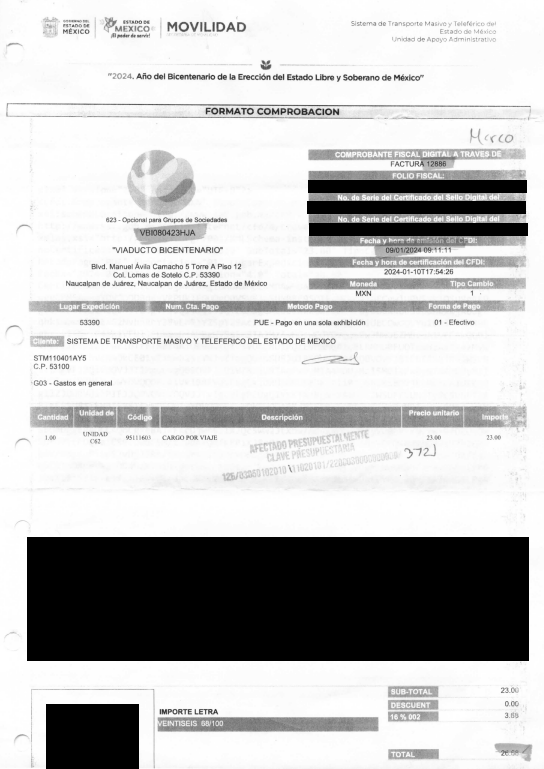 GOBIERNO DEL
ESTADO DE
MÉXICO
ESTADO DE
MÉXICO
¡El poder de servir!
MOVILIDAD
Sistema de Transporte Masivo y Teleférico del
Estado de México
Unidad de Apoyo Administrativo
"2024. Año del Bicentenario de la Erección del Estado Libre y Soberano de México"
FORMATO COMPROBACION
Marco
COMPROBANTE FISCAL DIGITAL A TRAVES DE
FACTURA 12886
FOLIO FISCAL:
No. de Serie del Certificado del Sello Digital del
No. de Serie del Certificado del Sello Digital del
Fecha y hora de emisión del CFDI:
09/01/2024 09:11:11
Fecha y hora de certificación del CFDI:
2024-01-10T17:54:26
Moneda Tipo Cambio
MXN 1
623 - Opcional para Grupos de Sociedades
VBI080423HJA
"VIADUCTO BICENTENARIO"
Blvd. Manuel Ávila Camacho 5 Torre A Piso 12
Col. Lomas de Sotelo C.P. 53390
Naucalpan de Juárez, Naucalpan de Juárez, Estado de México
Lugar Expedición Num. Cta. Pago Metodo Pago Forma de Pago
53390 PUE - Pago en una sola exhibición 01 - Efectivo
Cliente: SISTEMA DE TRANSPORTE MASIVO Y TELEFERICO DEL ESTADO DE MEXICO
STM110401AY5
C.P. 53100
G03 - Gastos en general
Cantidad Unidad de Código Descripción Precio unitario Importe
1.00 UNIDAD C62 95111603 CARGO POR VIAJE 23.00 23.00
AFECTADO PRESUPUESTALMENTE
CLAVE PRESUPUESTARIA
3721
SUB-TOTAL 23.00
DESCUENT 0.00
16 % 002 3.68
TOTAL 26.68
IMPORTE LETRA
VEINTISEIS 68/100